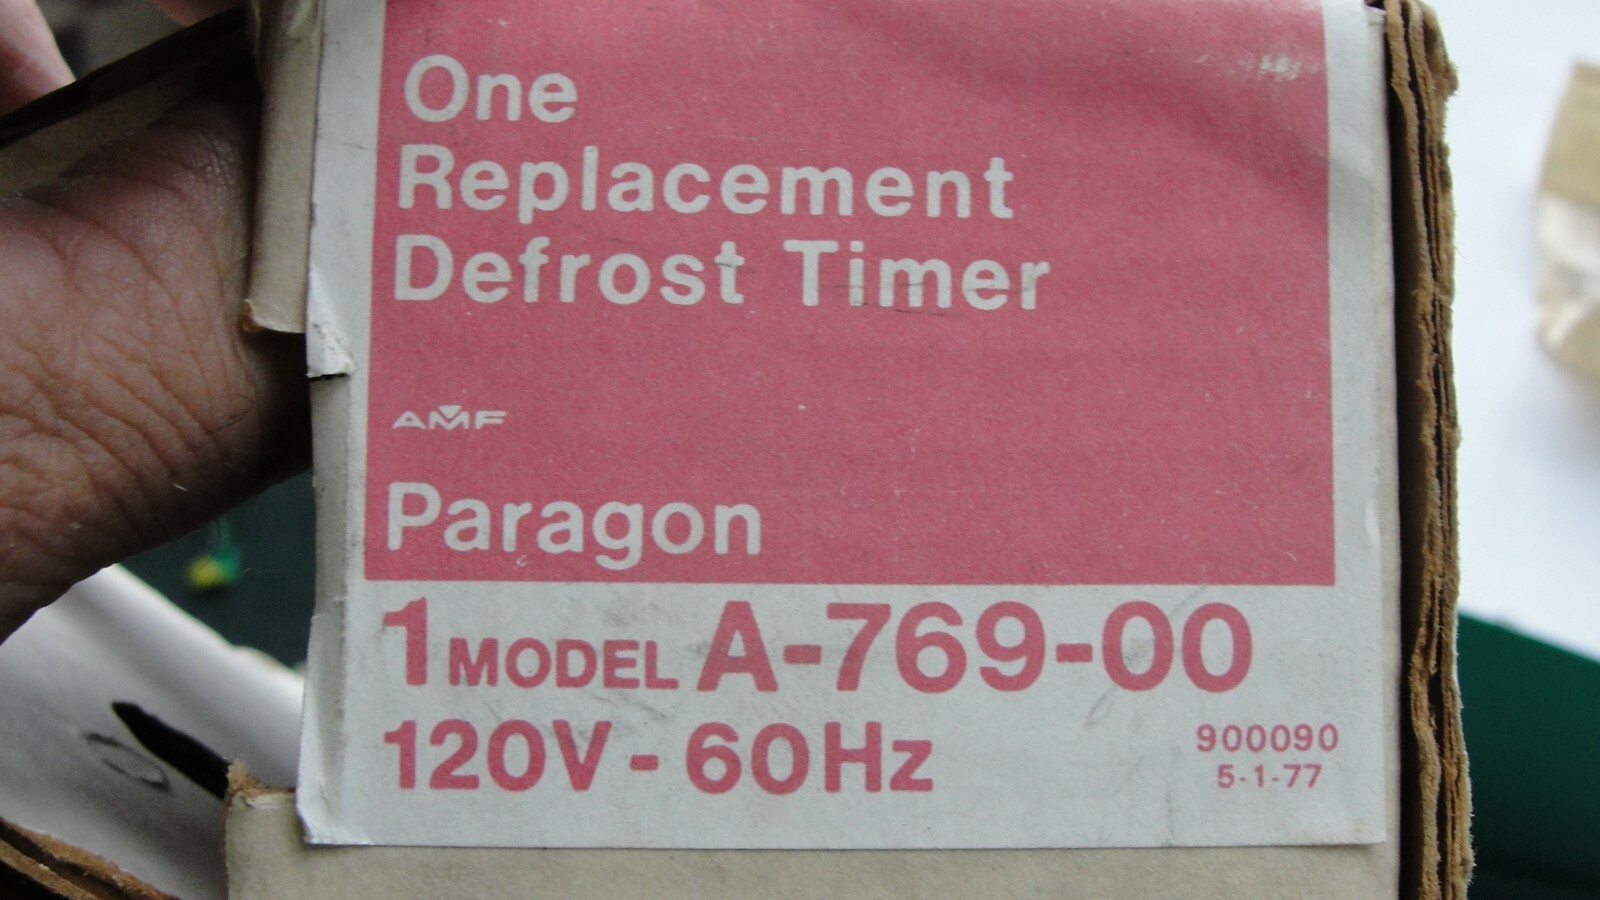 One
Replacement
Defrost Timer
AMF
Paragon
1 MODEL A-769-00
120V - 60Hz
900090
5-1-77